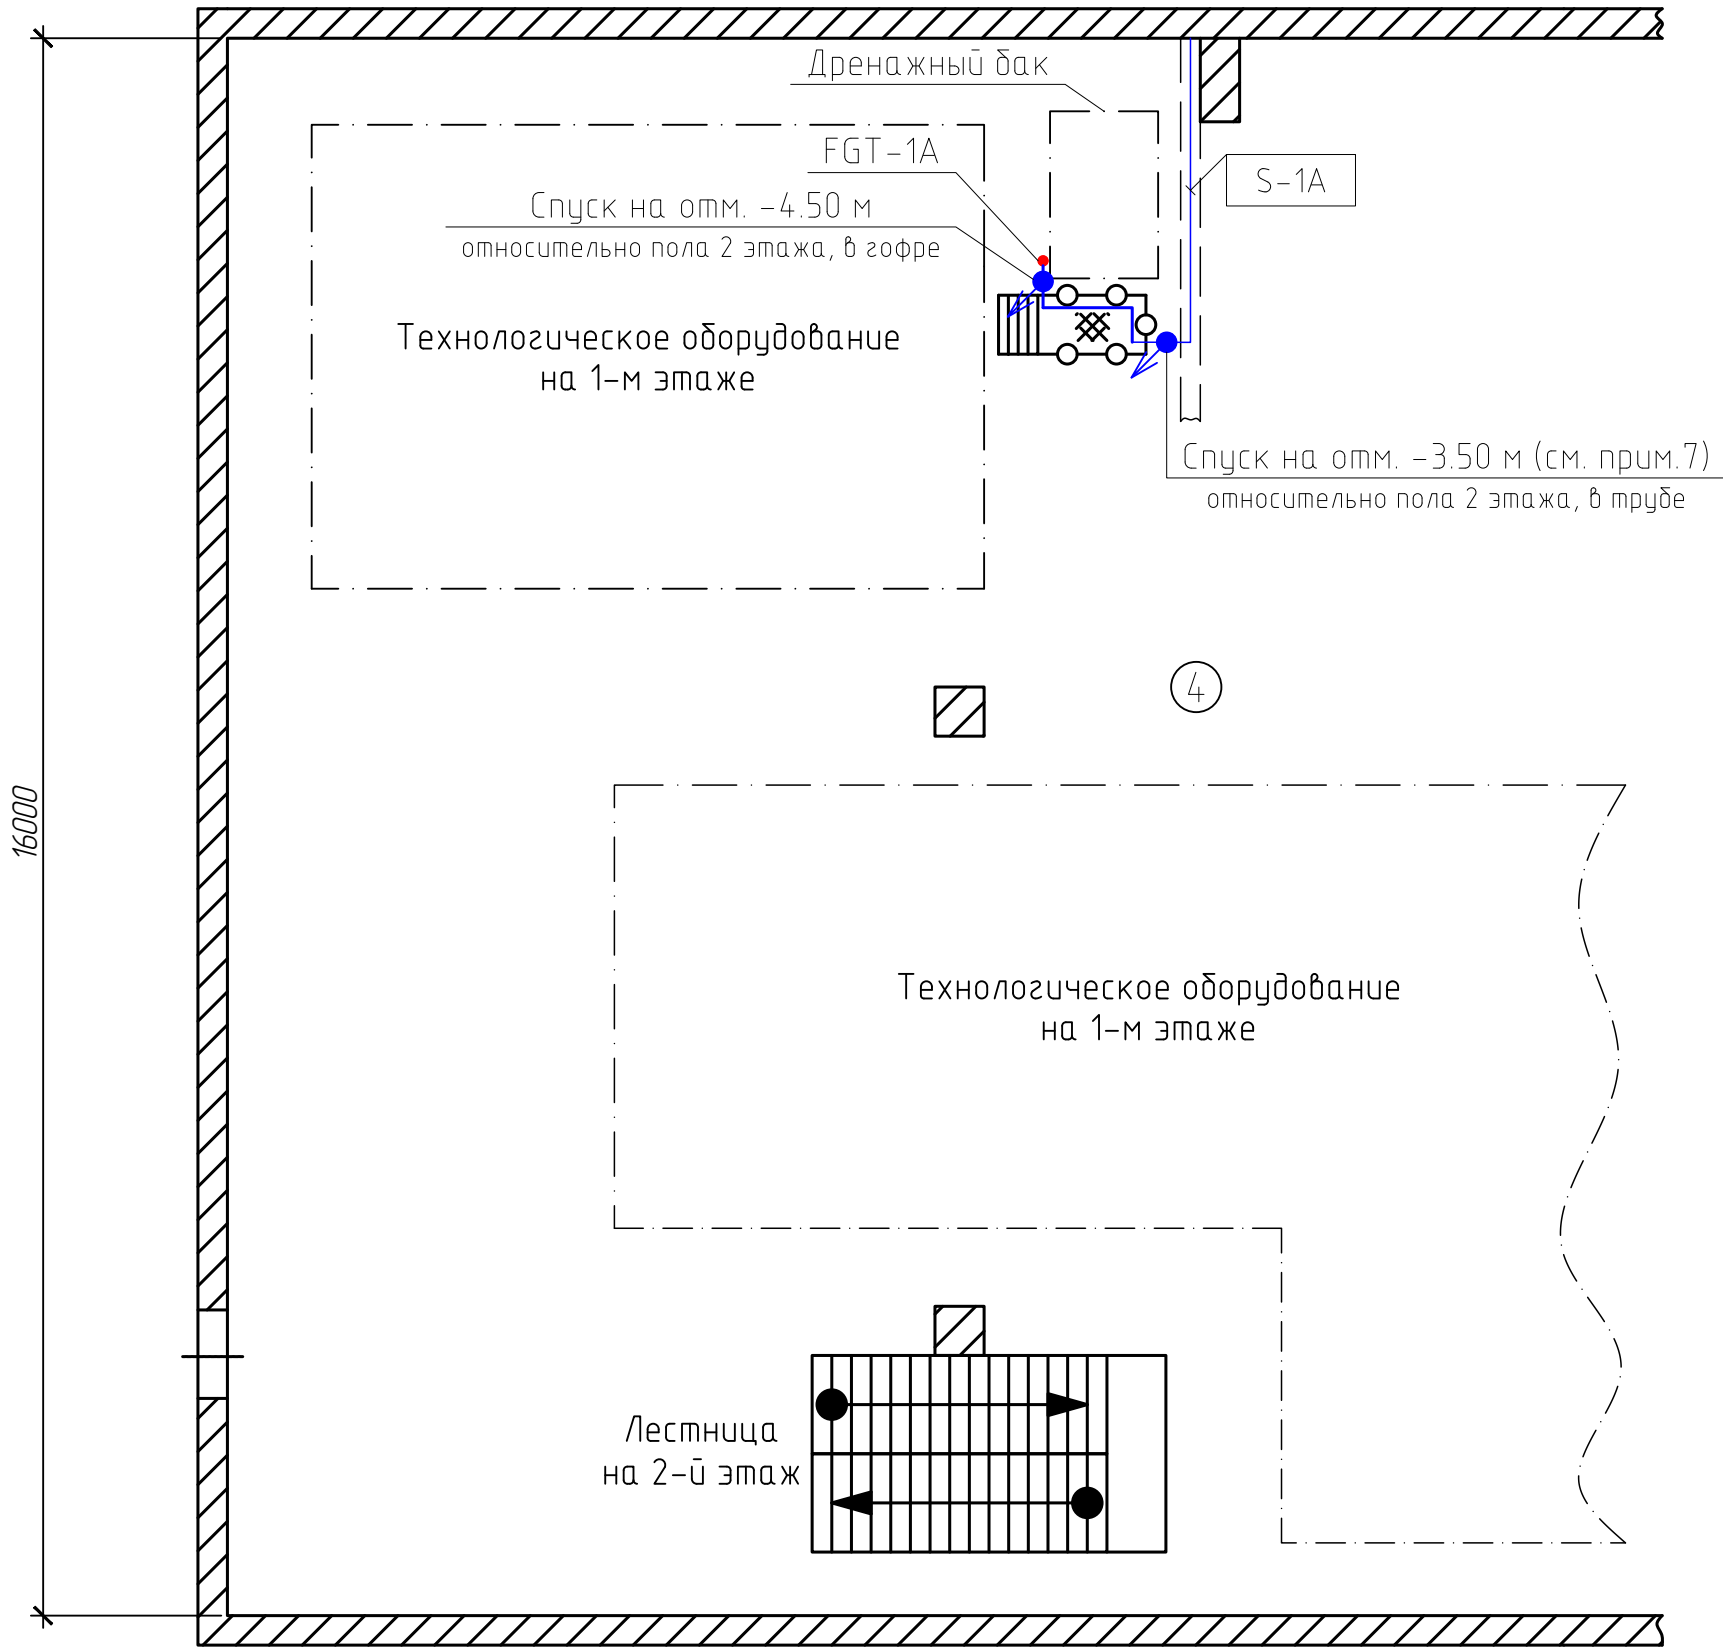 Дренажный бак
FGT-1A
S-1A
Спуск на отм. -4.50 м
относительно пола 2 этажа, в гофре
Технологическое оборудование
на 1-м этаже
Спуск на отм. -3.50 м (см. прим.7)
относительно пола 2 этажа, в трубе
4
16000
Технологическое оборудование
на 1-м этаже
Лестница
на 2-й этаж